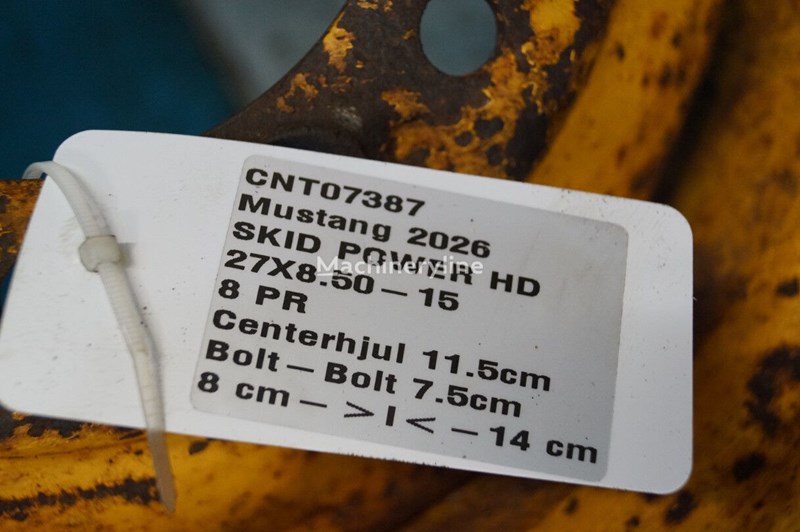 CNT07387
Mustang 2026
SKID POWER HD
Machineryline
27X8.50-15
8 PR
Centerhjul 11.5cm
Bolt-Bolt 7.5cm
8 cm->I<-14 cm